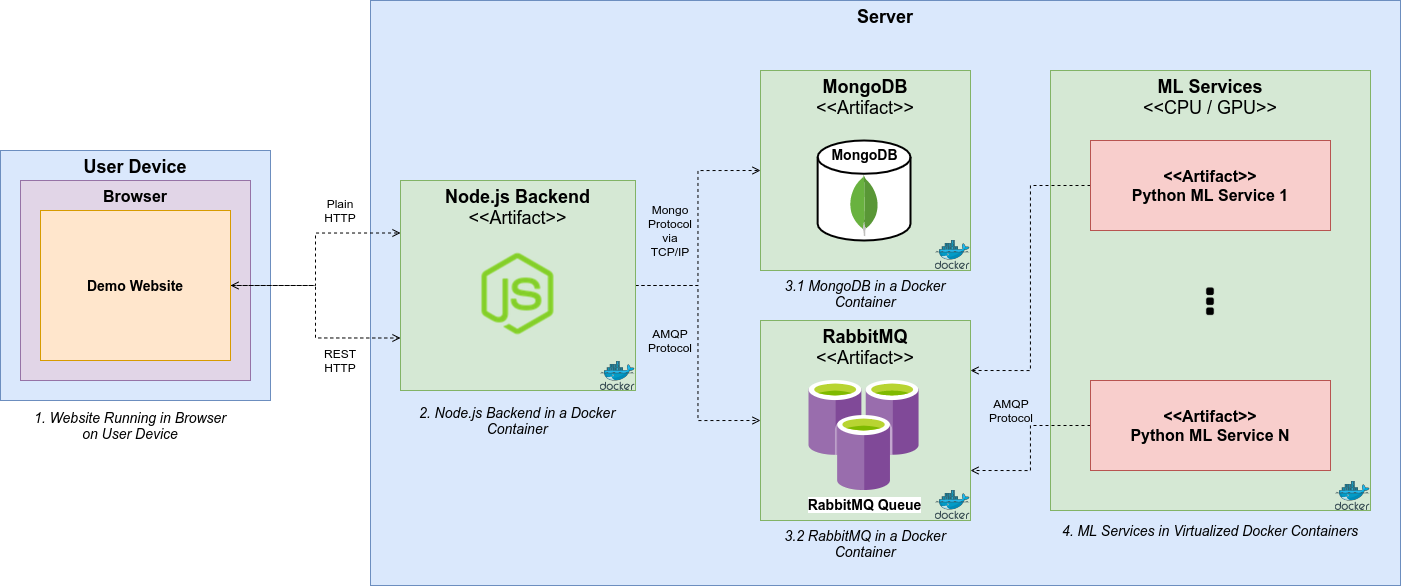 Server
User Device
Browser
Demo Website
1. Website Running in Browser
on User Device
Plain
HTTP
REST
HTTP
Node.js Backend
<<Artifact>>
JS
docker
2. Node.js Backend in a Docker
Container
Mongo
Protocol
via
TCP/IP
AMQP
Protocol
MongoDB
<<Artifact>>
MongoDB
docker
3.1 MongoDB in a Docker
Container
RabbitMQ
<<Artifact>>
RabbitMQ Queue
docker
3.2 RabbitMQ in a Docker
Container
AMQP
Protocol
ML Services
<<CPU / GPU>>
<<Artifact>>
Python ML Service 1
<<Artifact>>
Python ML Service N
docker
4. ML Services in Virtualized Docker Containers